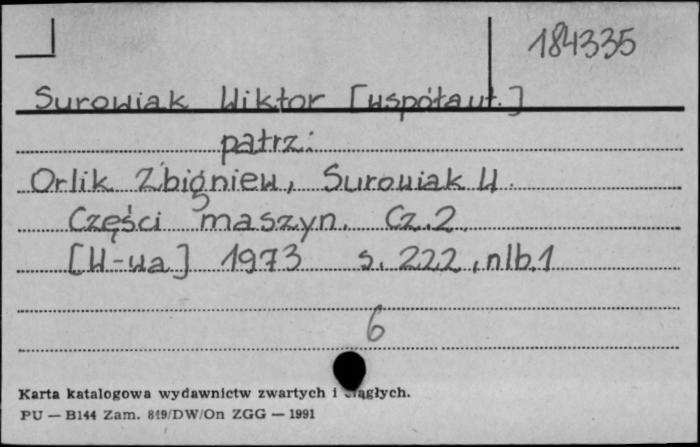 184335
Surowiak Wiktor [współaut.]
patrz:
Orlik Zbigniew, Surowiak W.
Części maszyn. Cz.2.
[W-wa] 1973 s. 222, nlb.1
6
Karta katalogowa wydawnictw zwartych i ciągłych.
PU — B144 Zam. 819/DW/On ZGG — 1991